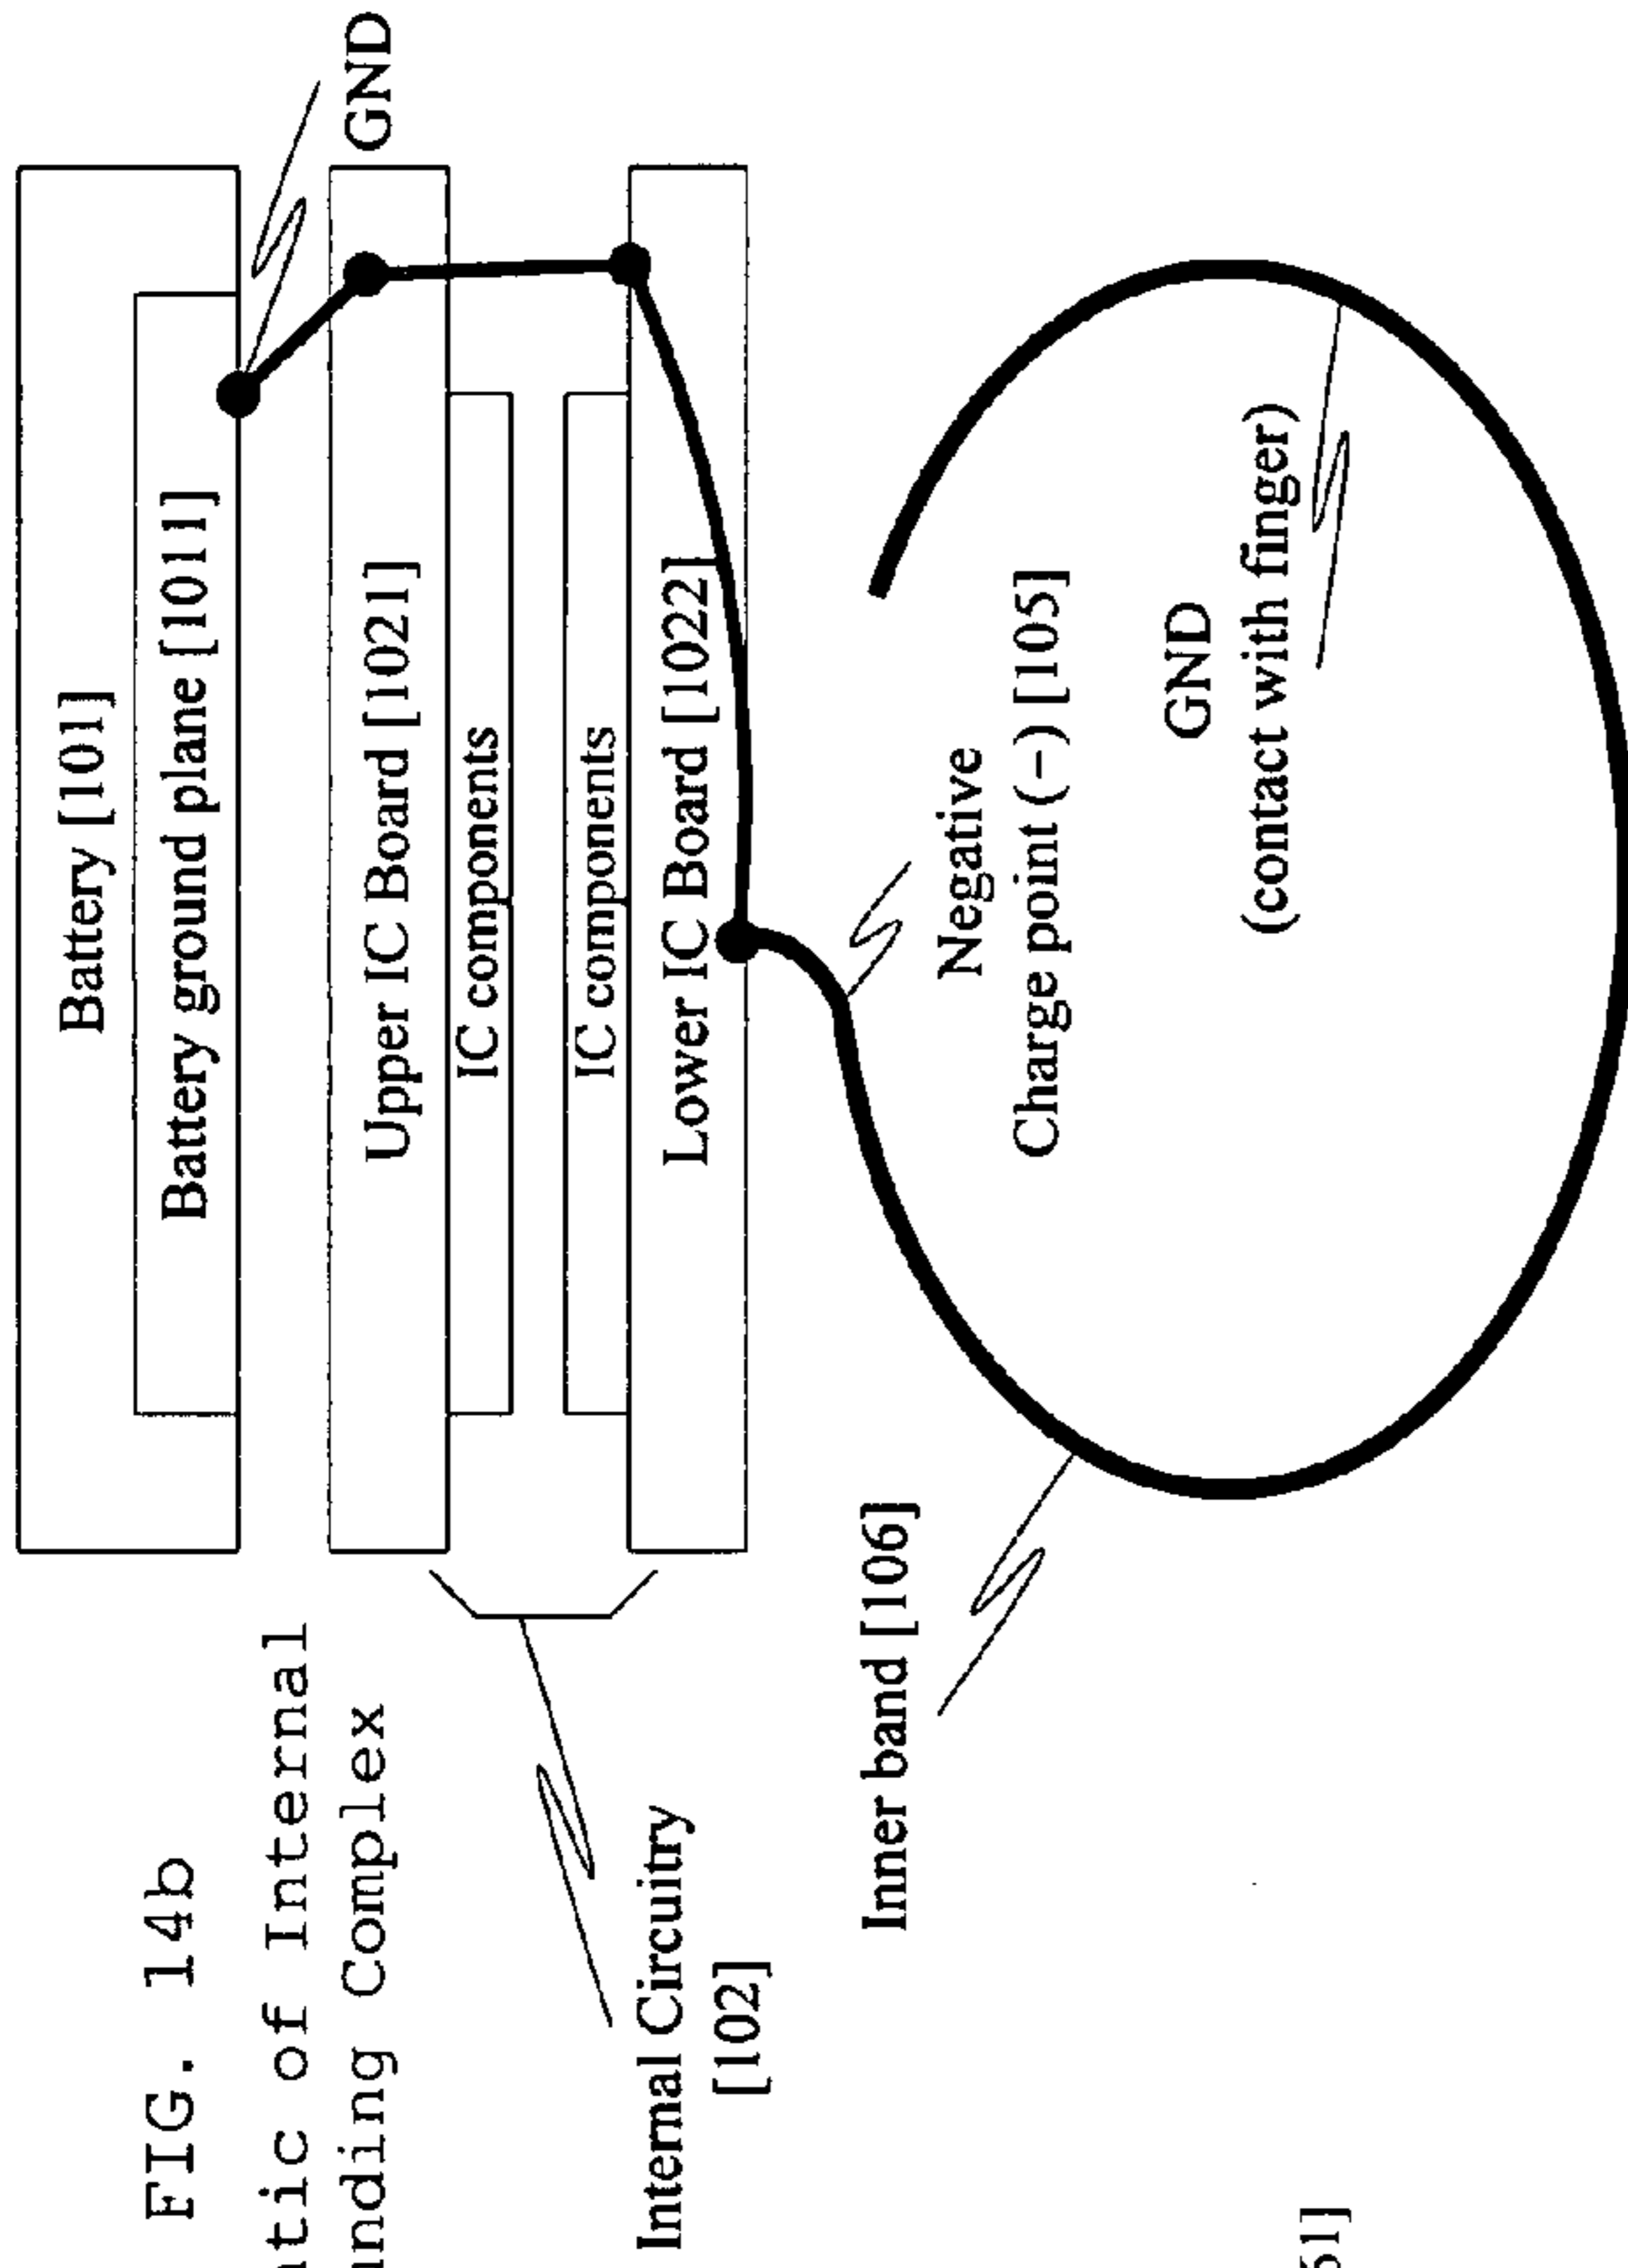 FIG. 14b
of Internal
Complex
GND
Battery [101]
Battery ground plane [1011]
Upper IC Board [1021]
IC components
IC components
Lower IC Board [1022]
Internal Circuitry
[102]
Inner band [106]
Negative
Charge point (-) [105]
GND
(contact with finger)